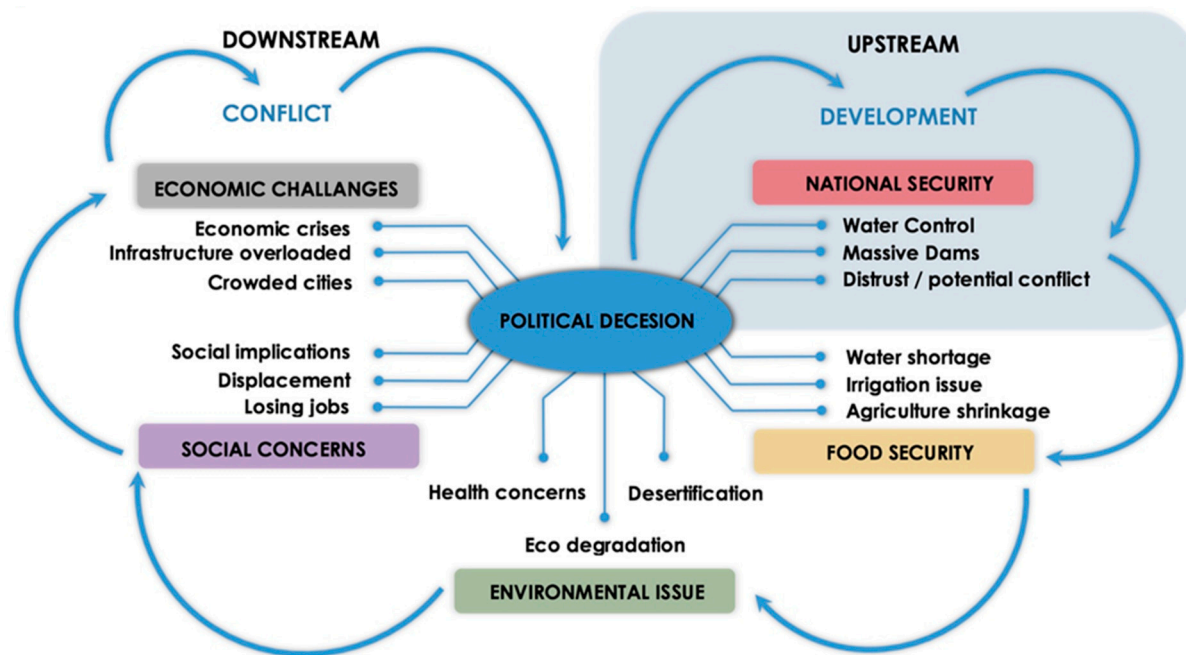 DOWNSTREAM
CONFLICT
ECONOMIC CHALLANGES
Economic crises
Infrastructure overloaded
Crowded cities
POLITICAL DECESION
Social implications
Displacement
Losing jobs
SOCIAL CONCERNS
UPSTREAM
DEVELOPMENT
NATIONAL SECURITY
Water Control
Massive Dams
Distrust / potential conflict
Water shortage
Irrigation issue
Agriculture shrinkage
FOOD SECURITY
Health concerns
Desertification
Eco degradation
ENVIRONMENTAL ISSUE